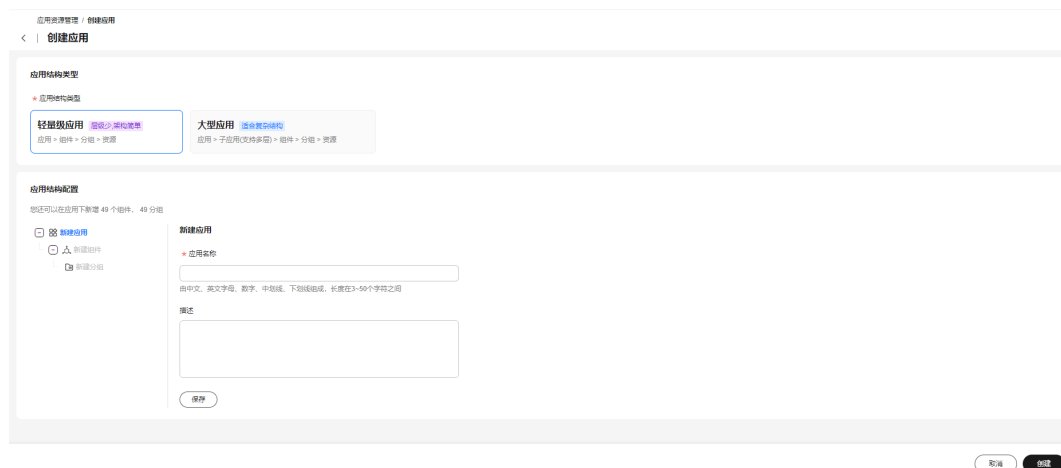 应用资源管理 / 创建应用
< | 创建应用
应用结构类型
* 应用结构类型
轻量级应用 层级少,架构简单
应用 > 组件 > 分组 > 资源
大型应用 适合复杂结构
应用 > 子应用(支持多层) > 组件 > 分组 > 资源
应用结构配置
您还可以在应用下新增 49 个组件， 49 分组
新建应用
新建组件
新建分组
新建应用
* 应用名称
由中文、英文字母、数字、中划线、下划线组成，长度在3~50个字符之间
描述
保存
取消
创建